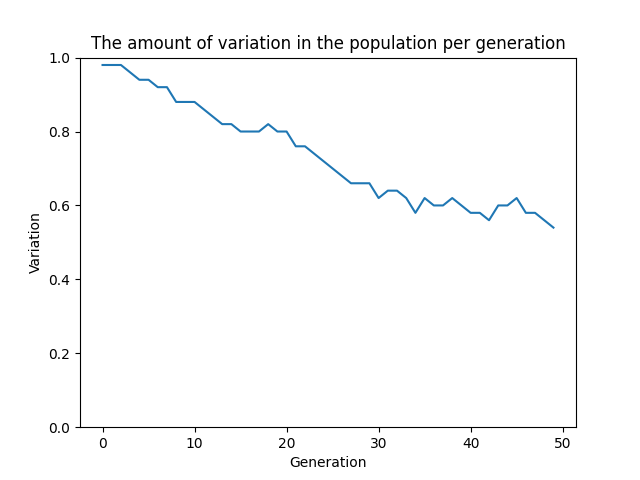 The amount of variation in the population per generation
1.0
0.8
0.6
0.4
0.2
0.0
Variation
0 10 20 30 40 50
Generation